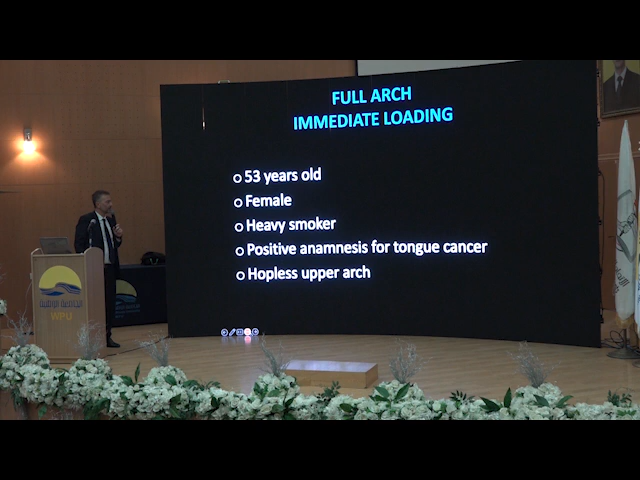 FULL ARCH
IMMEDIATE LOADING
53 years old
Female
Heavy smoker
Positive anamnesis for tongue cancer
Hopless upper arch
WPU